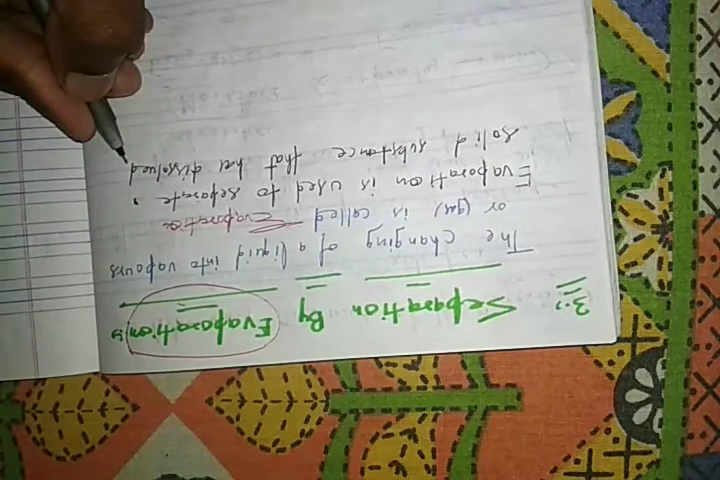 3.) Separation By Evaporation :-
The changing of a liquid into vapours
or (gas) is called Evaporation
Evaporation is used to separate.
solid substance that has dissolved